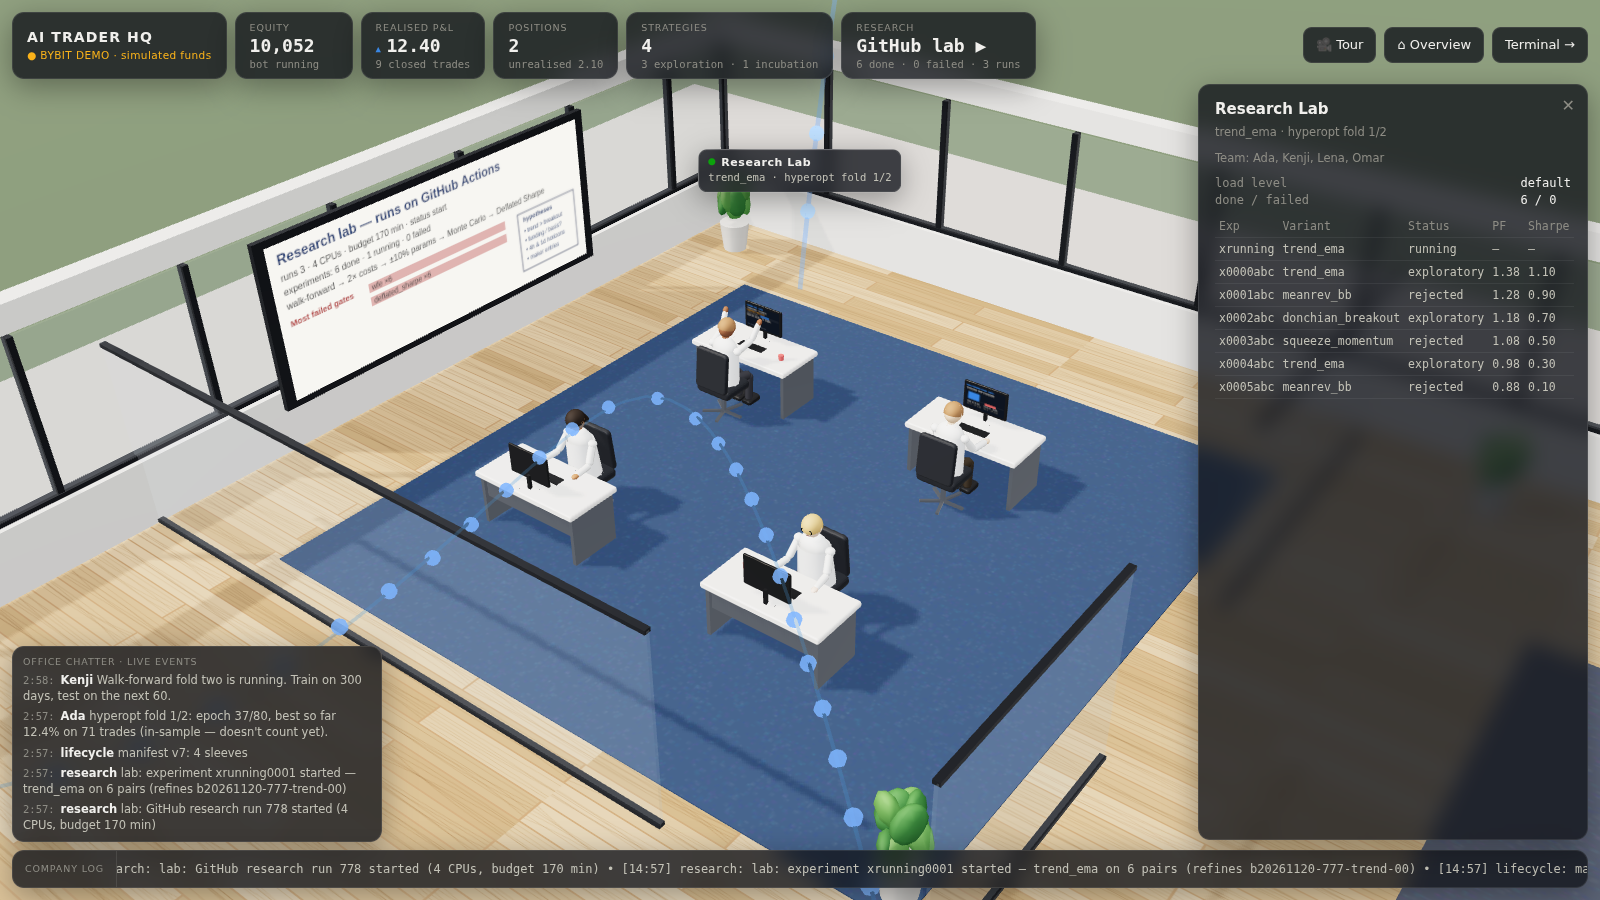 AI TRADER HQ
● BYBIT DEMO · simulated funds
EQUITY
10,052
bot running
REALISED P&L
▲ 12.40
9 closed trades
POSITIONS
2
unrealised 2.10
STRATEGIES
4
3 exploration · 1 incubation
RESEARCH
GitHub lab ▶
6 done · 0 failed · 3 runs
Tour
⌂ Overview
Terminal →
Research lab — runs on GitHub Actions
runs 3 · 4 CPUs · budget 170 min · status start
experiments: 6 done · 1 running · 0 failed
walk-forward → 2× costs → ±10% params → Monte Carlo → Deflated Sharpe
Most failed gates
deflated_sharpe ×6
hypotheses
● Research Lab
trend_ema · hyperopt fold 1/2
Research Lab
×
trend_ema · hyperopt fold 1/2
Team: Ada, Kenji, Lena, Omar
load level default
done / failed 6 / 0
Exp Variant Status PF Sharpe
xrunning trend_ema running — —
x0000abc trend_ema exploratory 1.38 1.10
x0001abc meanrev_bb rejected 1.28 0.90
x0002abc donchian_breakout exploratory 1.18 0.70
x0003abc squeeze_momentum rejected 1.08 0.50
x0004abc trend_ema exploratory 0.98 0.30
x0005abc meanrev_bb rejected 0.88 0.10
OFFICE CHATTER · LIVE EVENTS
2:58: Kenji Walk-forward fold two is running. Train on 300
days, test on the next 60.
2:57: Ada hyperopt fold 1/2: epoch 37/80, best so far
12.4% on 71 trades (in-sample — doesn't count yet).
2:57: lifecycle manifest v7: 4 sleeves
2:57: research lab: experiment xrunning0001 started —
trend_ema on 6 pairs (refines b20261120-777-trend-00)
2:57: research lab: GitHub research run 778 started (4
CPUs, budget 170 min)
COMPANY LOG
arch: lab: GitHub research run 778 started (4 CPUs, budget 170 min) • [14:57] research: lab: experiment xrunning0001 started — trend_ema on 6 pairs (refines b20261120-777-trend-00) • [14:57] lifecycle: ma